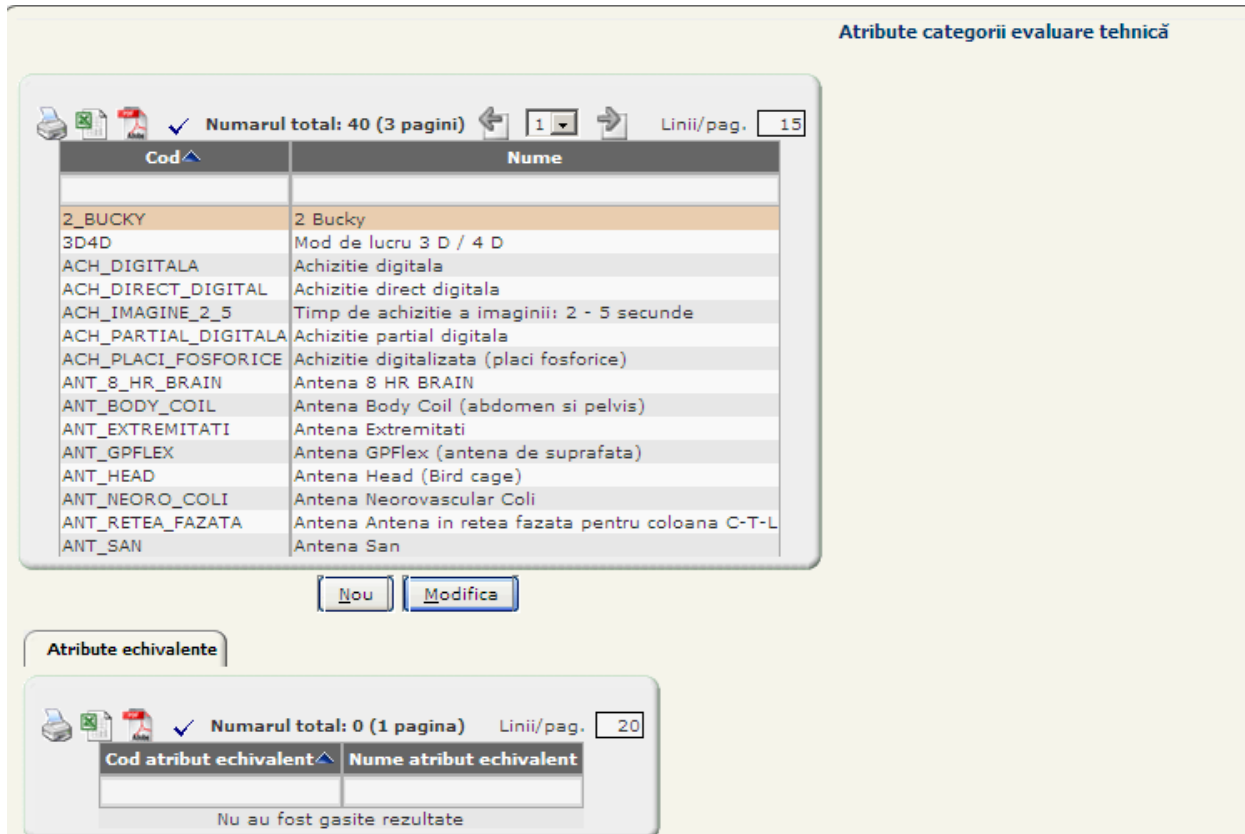 Atribute categorii evaluare tehnică
Numarul total: 40 (3 pagini) 1 Linii/pag. 15
Cod Nume
2_BUCKY 2 Bucky
3D4D Mod de lucru 3 D / 4 D
ACH_DIGITALA Achizitie digitala
ACH_DIRECT_DIGITAL Achizitie direct digitala
ACH_IMAGINE_2_5 Timp de achizitie a imaginii: 2 - 5 secunde
ACH_PARTIAL_DIGITALA Achizitie partial digitala
ACH_PLACI_FOSFORICE Achizitie digitalizata (placi fosforice)
ANT_8_HR_BRAIN Antena 8 HR BRAIN
ANT_BODY_COIL Antena Body Coil (abdomen si pelvis)
ANT_EXTREMITATI Antena Extremitati
ANT_GPFLEX Antena GPFlex (antena de suprafata)
ANT_HEAD Antena Head (Bird cage)
ANT_NEORO_COLI Antena Neorovascular Coli
ANT_RETEA_FAZATA Antena Antena in retea fazata pentru coloana C-T-L
ANT_SAN Antena San
Nou Modifica
Atribute echivalente
Numarul total: 0 (1 pagina) Linii/pag. 20
Cod atribut echivalent Nume atribut echivalent
Nu au fost gasite rezultate